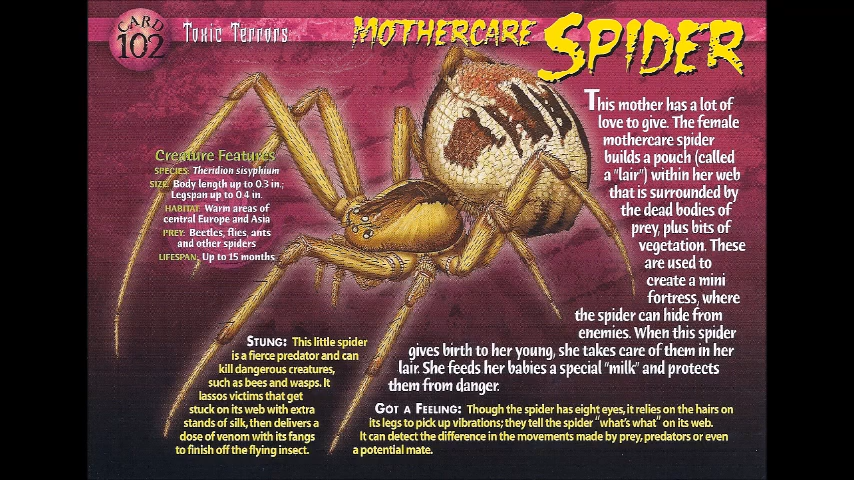 CARD
102
Toxic Terrors
MOTHERCARE SPIDER
Creature Features
SPECIES: Theridion sisyphium
SIZE: Body length up to 0.3 in.;
Legspan up to 0.4 in.
HABITAT: Warm areas of
central Europe and Asia
PREY: Beetles, flies, ants
and other spiders
LIFESPAN: Up to 15 months
This mother has a lot of
love to give. The female
mothercare spider
builds a pouch (called
a "lair") within her web
that is surrounded by
the dead bodies of
prey, plus bits of
vegetation. These
are used to
create a mini
fortress, where
the spider can hide from
enemies. When this spider
gives birth to her young, she takes care of them in her
lair. She feeds her babies a special "milk" and protects
them from danger.
STUNG: This little spider
is a fierce predator and can
kill dangerous creatures,
such as bees and wasps. It
lassos victims that get
stuck on its web with extra
stands of silk, then delivers a
dose of venom with its fangs
to finish off the flying insect.
GOT A FEELING: Though the spider has eight eyes, it relies on the hairs on
its legs to pick up vibrations; they tell the spider "what's what" on its web.
It can detect the difference in the movements made by prey, predators or even
a potential mate.